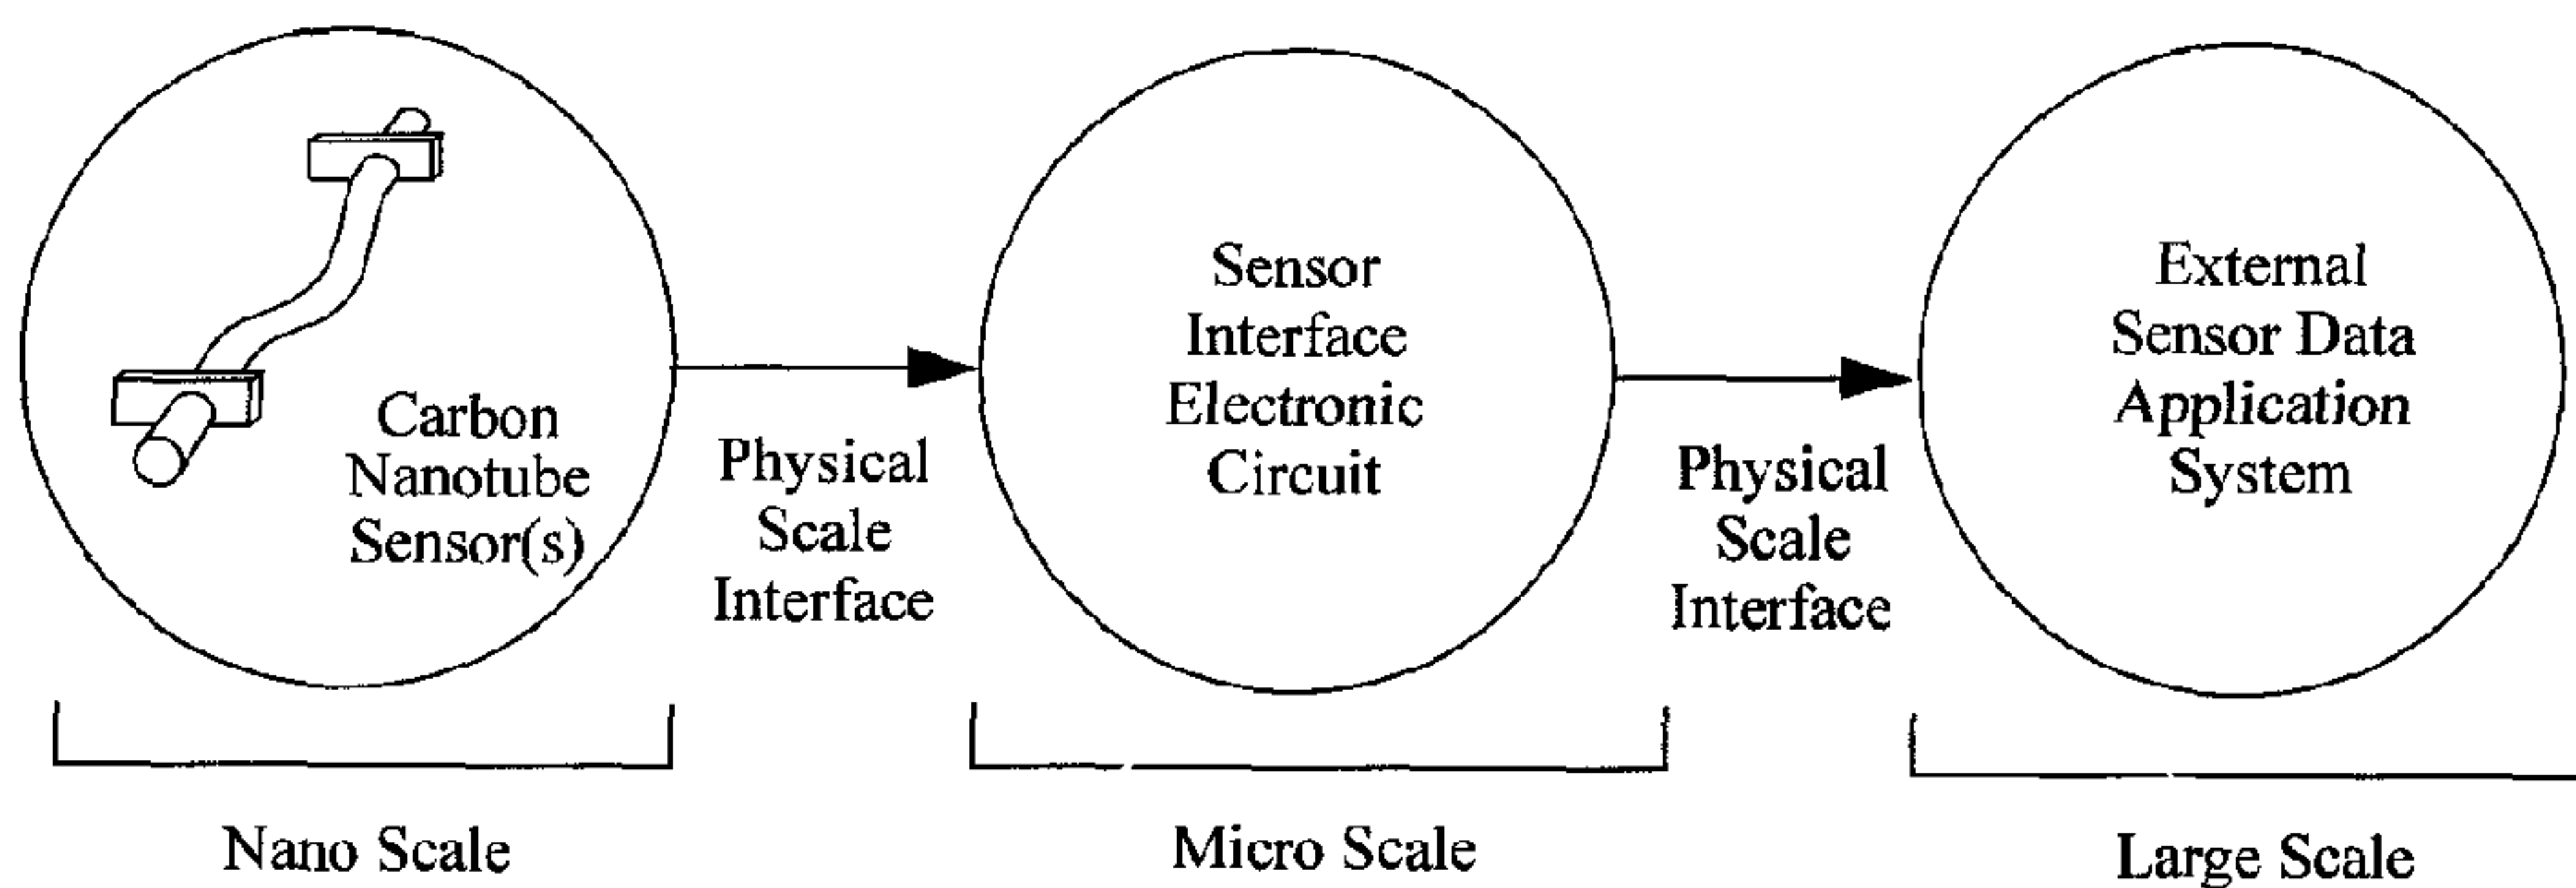 Carbon
Nanotube
Sensor(s)
Physical
Scale
Interface
Sensor
Interface
Electronic
Circuit
Physical
Scale
Interface
External
Sensor Data
Application
System
Nano Scale
Micro Scale
Large Scale